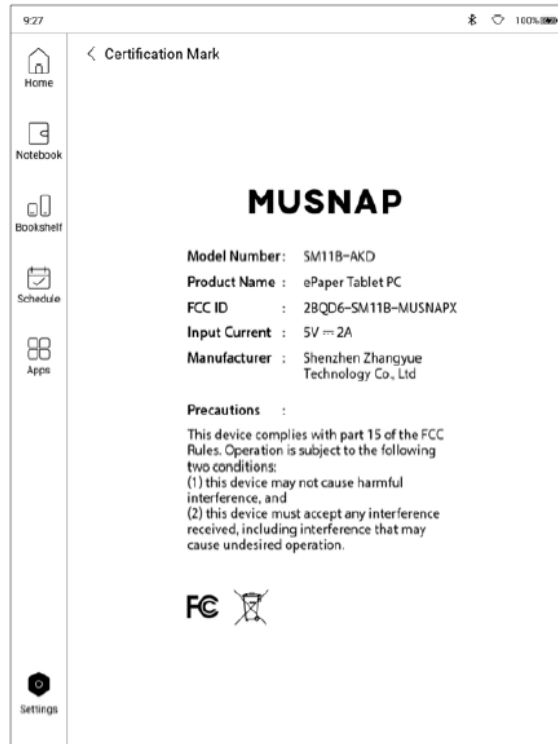 9:27
100%
Certification Mark
Home
Notebook
Bookshelf
Schedule
Apps
Settings
MUSNAP
Model Number : SM11B-AKD
Product Name : ePaper Tablet PC
FCC ID : 2BQD6-SM11B-MUSNAPX
Input Current : 5V ⎓ 2A
Manufacturer : Shenzhen Zhangyue
Technology Co., Ltd
Precautions :
This device complies with part 15 of the FCC
Rules. Operation is subject to the following
two conditions:
(1) this device may not cause harmful
interference, and
(2) this device must accept any interference
received, including interference that may
cause undesired operation.
FC